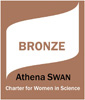 BRONZE
Athena SWAN
Charter for Women in Science